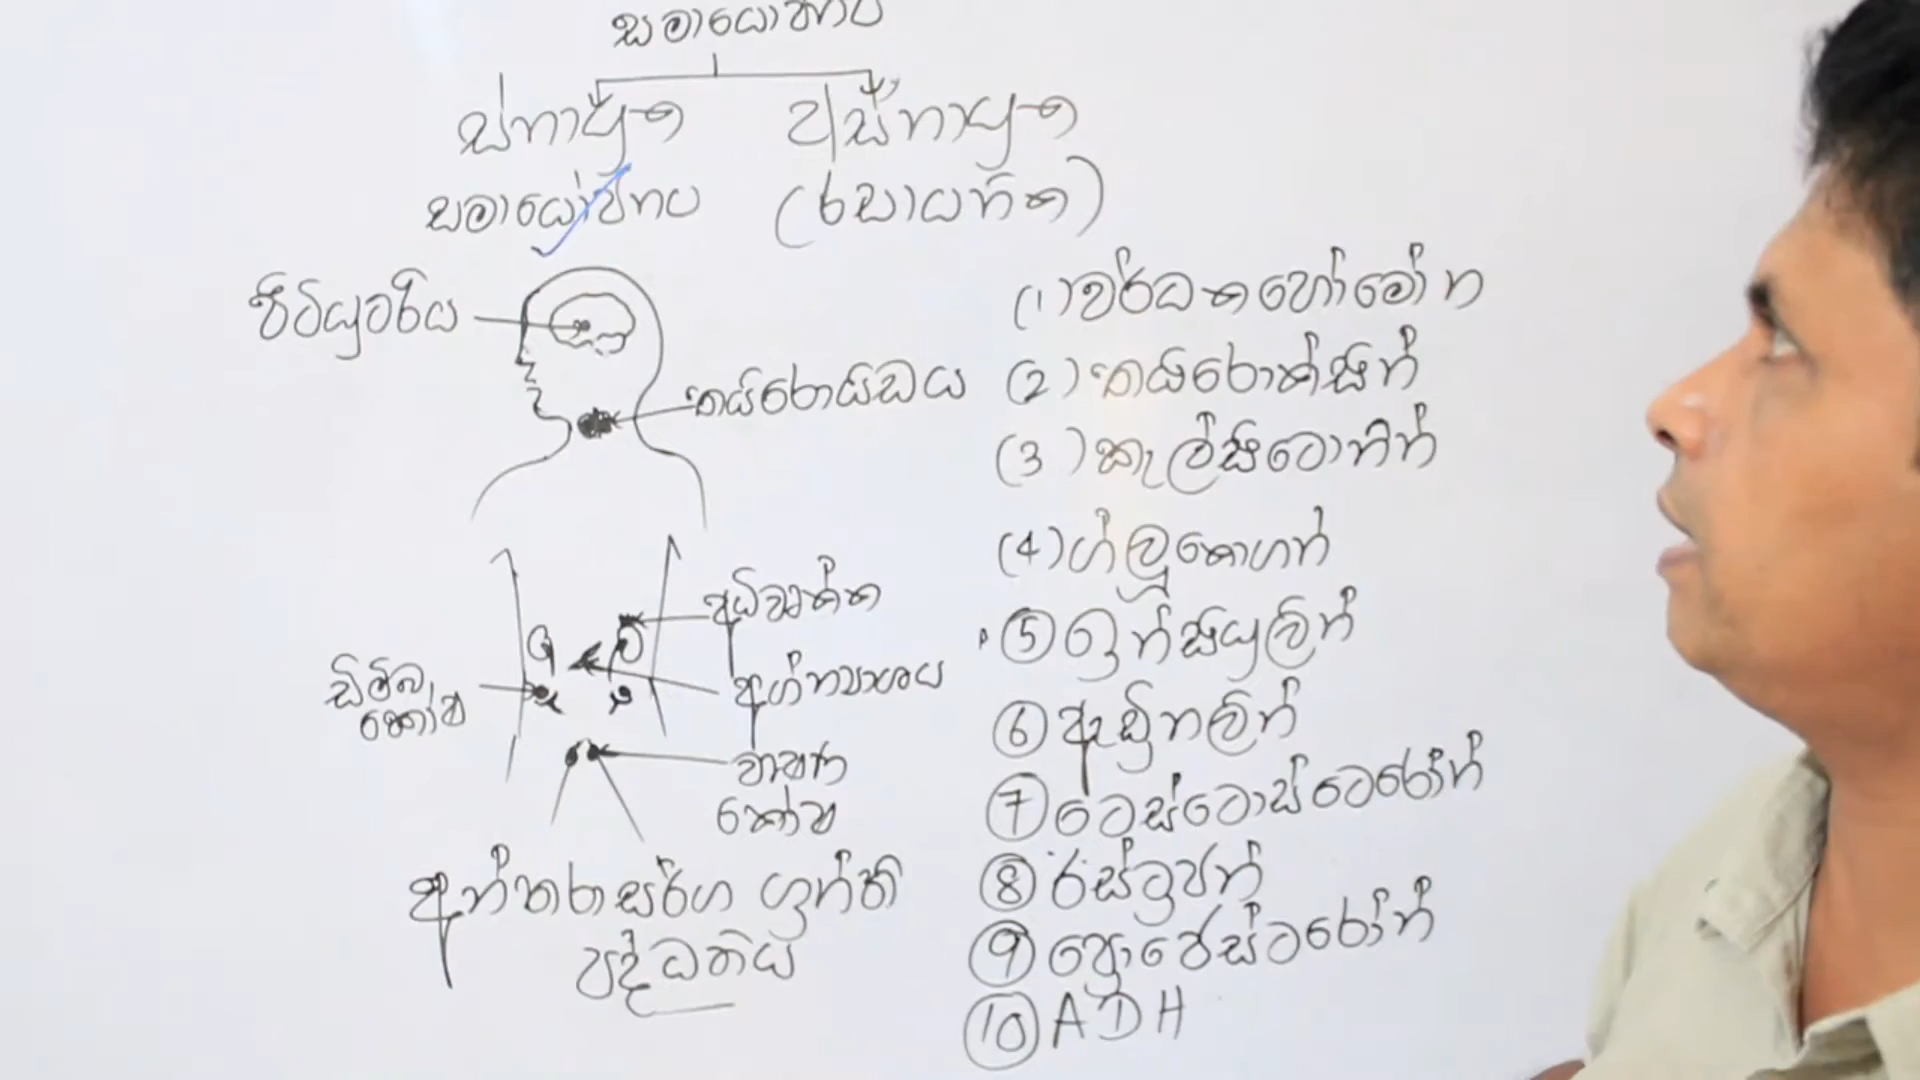 සමායෝජන
ස්නායුක
සමායෝජන
අස්නායුක
(රසායනික)
පිටියුටරිය
තයිරොයිඩය
අධිවෘක්ක
අග්න්‍යාශය
ඩිම්බ
කෝෂ
වෘෂණ
කෝෂ
අන්තරාසර්ග ග්‍රන්ති
පද්ධතිය
(1) වර්ධක හෝමෝන
(2) තයිරොක්සින්
(3) කැල්සිටොනින්
(4) ග්ලූකොගන්
5 ඉන්සියුලින්
6 ඇඩ්‍රිනලින්
7 ටෙස්ටොස්ටෙරෝන්
8 ඊස්ට්‍රජන්
9 ප්‍රොජෙස්ටරෝන්
10 ADH